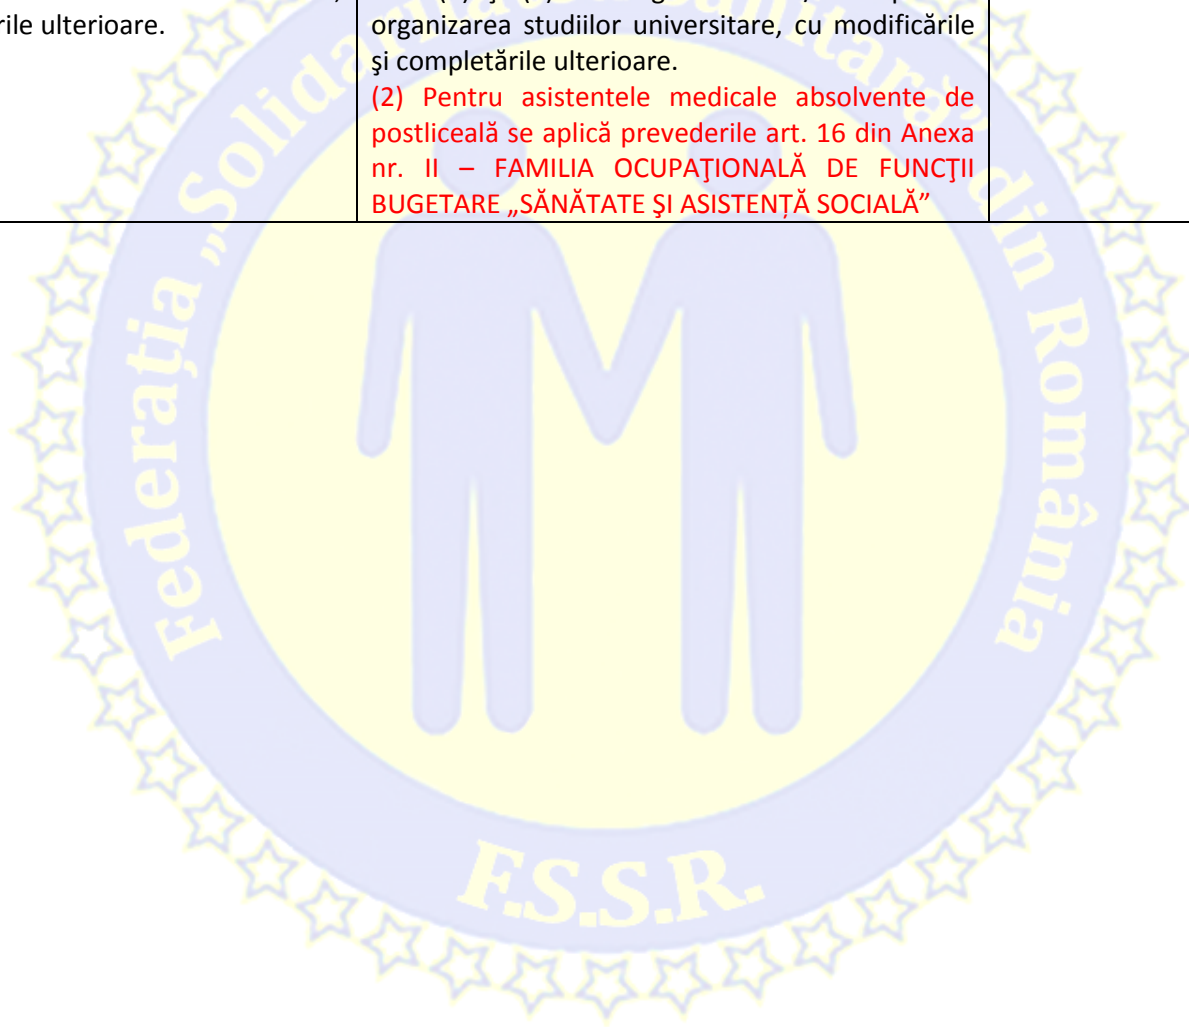 rile ulterioare.
organizarea studiilor universitare, cu modificările
şi completările ulterioare.
(2) Pentru asistentele medicale absolvente de
postliceală se aplică prevederile art. 16 din Anexa
nr. II – FAMILIA OCUPAŢIONALĂ DE FUNCŢII
BUGETARE „SĂNĂTATE ŞI ASISTENȚĂ SOCIALĂ”
Federația „Solidaritatea Sanitară” din România
F.S.S.R.